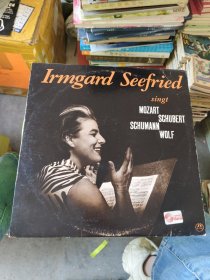 Irmgard Seefried
singt
MOZART
SCHUBERT
SCHUMANN
WOLF